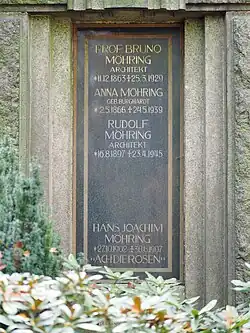 PROF. BRUNO
MÖHRING
ARCHITEKT
*11.12.1863+25.3.1929
ANNA MÖHRING
GEB. BURGHARDT
*2.5.1866+24.5.1939
RUDOLF
MÖHRING
ARCHITEKT
*16.8.1897+23.4.1945
HANS JOACHIM
MÖHRING
»ACH DIE ROSEN«